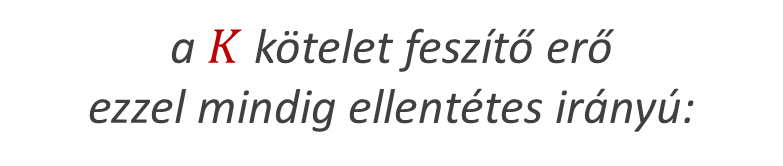 a K kötelet feszítő erő
ezzel mindig ellentétes irányú: